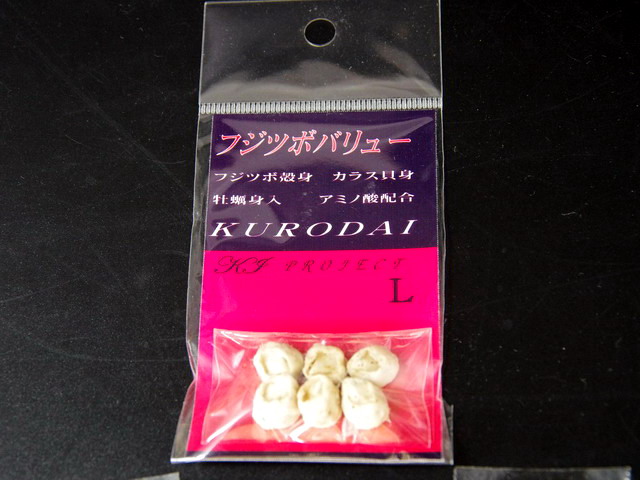 フジツボバリュー
フジツボ殻身 カラス貝身
牡蠣身入 アミノ酸配合
KURODAI
KJ PROJECT
L